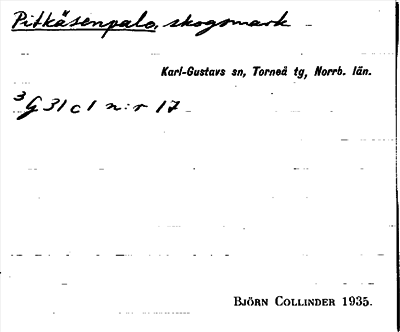 Pitkäsenpalo, skogsmark
Karl-Gustavs sn, Torneå tg, Norrb. län.
³G 31 c 1 n:r 17
BJÖRN COLLINDER 1935.